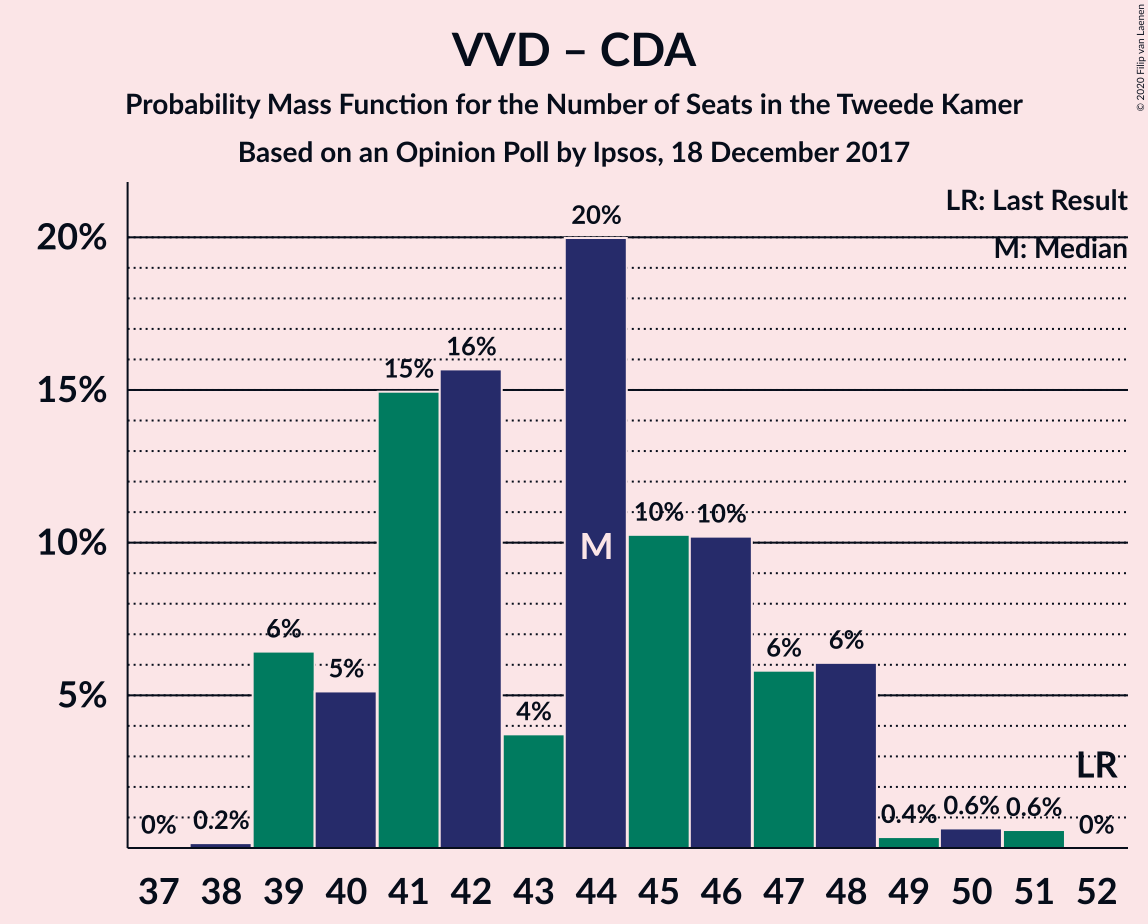 VVD – CDA
Probability Mass Function for the Number of Seats in the Tweede Kamer
Based on an Opinion Poll by Ipsos, 18 December 2017
© 2020 Filip van Laenen
LR: Last Result
M: Median
20%
15%
10%
5%
0%
0.2%
6%
5%
15%
16%
4%
20%
M
10%
10%
6%
6%
0.4%
0.6%
0.6%
LR
0%
37 38 39 40 41 42 43 44 45 46 47 48 49 50 51 52